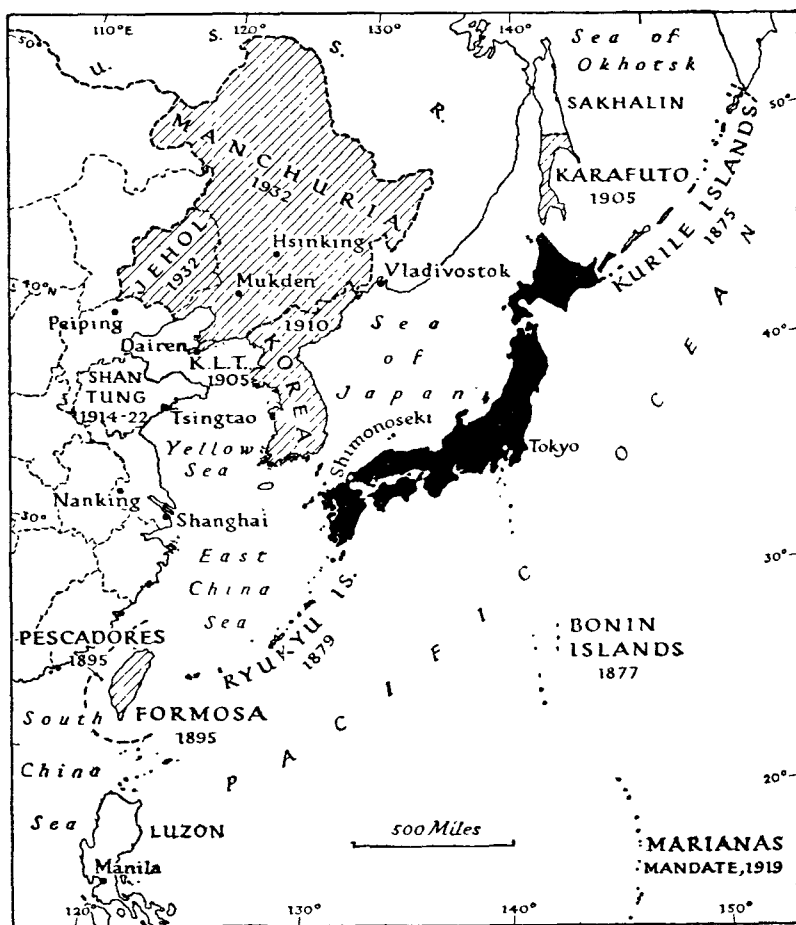 110°E.
120°
130°
140°
50°
U. S. S. R.
Sea of
Okhotsk
SAKHALIN
50°
MANCHURIA
1932
KARAFUTO
1905
KURILE ISLANDS
1875
JEHOL
1932
Hsinking
Mukden
Vladivostok
40°N
Peiping
1910
KOREA
Sea
of
Japan
40°
Dairen
K.L.T.
1905
SHAN
TUNG
1914-22
Tsingtao
Yellow
Sea
Shimonoseki
Tokyo
Nanking
30°
Shanghai
East
China
Sea
30°
RYUKYU IS.
1879
BONIN
ISLANDS
1877
PESCADORES
1895
FORMOSA
1895
PACIFIC OCEAN
South
China
Sea
20°
LUZON
500 Miles
MARIANAS
MANDATE, 1919
Manila
120°
130°
140°
150°